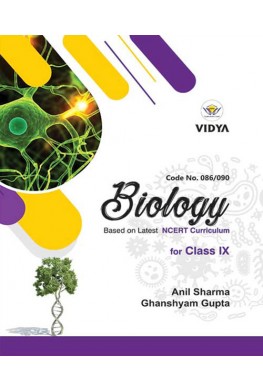 VIDYA
Code No. 086/090
Biology
Based on Latest NCERT Curriculum
for Class IX
Anil Sharma
Ghanshyam Gupta